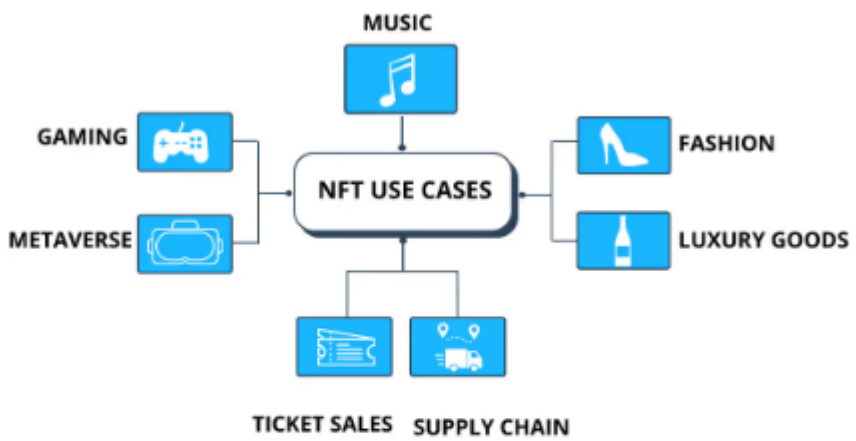 MUSIC
GAMING
FASHION
NFT USE CASES
METAVERSE
LUXURY GOODS
TICKET SALES
SUPPLY CHAIN